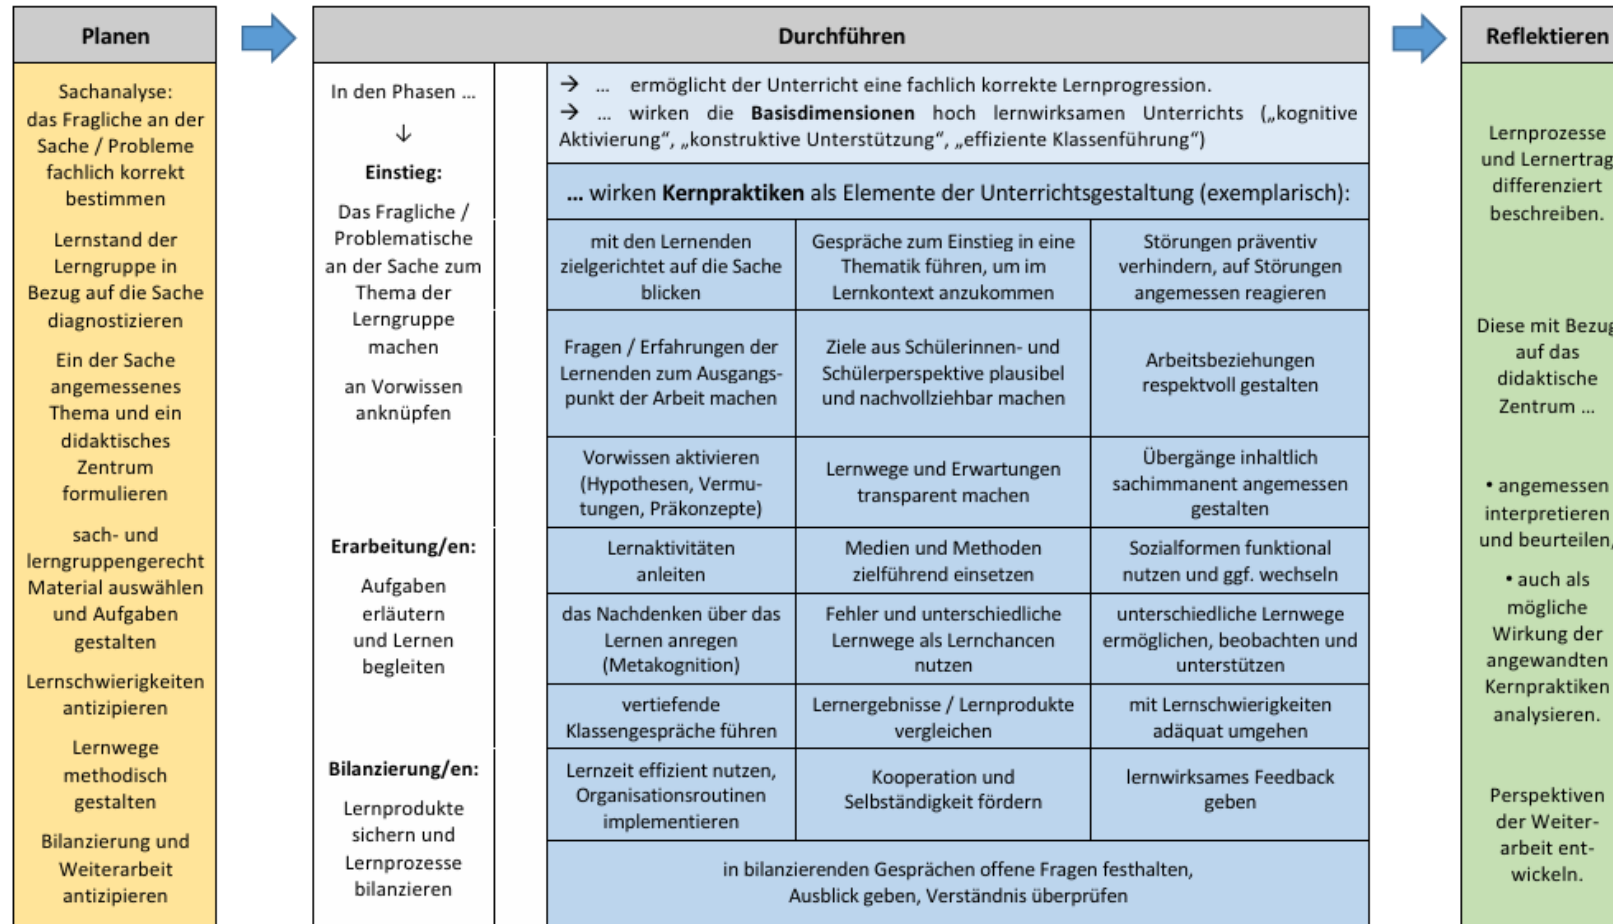 Planen
Sachanalyse:
das Fragliche an der
Sache / Probleme
fachlich korrekt
bestimmen
Lernstand der
Lerngruppe in
Bezug auf die Sache
diagnostizieren
Ein der Sache
angemessenes
Thema und ein
didaktisches
Zentrum
formulieren
sach- und
lerngruppengerecht
Material auswählen
und Aufgaben
gestalten
Lernschwierigkeiten
antizipieren
Lernwege
methodisch
gestalten
Bilanzierung und
Weiterarbeit
antizipieren
Durchführen
In den Phasen ...
↓
Einstieg:
Das Fragliche /
Problematische
an der Sache zum
Thema der
Lerngruppe
machen
an Vorwissen
anknüpfen
Erarbeitung/en:
Aufgaben
erläutern
und Lernen
begleiten
Bilanzierung/en:
Lernprodukte
sichern und
Lernprozesse
bilanzieren
→ ... ermöglicht der Unterricht eine fachlich korrekte Lernprogression.
→ ... wirken die Basisdimensionen hoch lernwirksamen Unterrichts („kognitive
Aktivierung“, „konstruktive Unterstützung“, „effiziente Klassenführung“)
... wirken Kernpraktiken als Elemente der Unterrichtsgestaltung (exemplarisch):
mit den Lernenden
zielgerichtet auf die Sache
blicken
Gespräche zum Einstieg in eine
Thematik führen, um im
Lernkontext anzukommen
Störungen präventiv
verhindern, auf Störungen
angemessen reagieren
Fragen / Erfahrungen der
Lernenden zum Ausgangs-
punkt der Arbeit machen
Ziele aus Schülerinnen- und
Schülerperspektive plausibel
und nachvollziehbar machen
Arbeitsbeziehungen
respektvoll gestalten
Vorwissen aktivieren
(Hypothesen, Vermu-
tungen, Präkonzepte)
Lernwege und Erwartungen
transparent machen
Übergänge inhaltlich
sachimmanent angemessen
gestalten
Lernaktivitäten
anleiten
Medien und Methoden
zielführend einsetzen
Sozialformen funktional
nutzen und ggf. wechseln
das Nachdenken über das
Lernen anregen
(Metakognition)
Fehler und unterschiedliche
Lernwege als Lernchancen
nutzen
unterschiedliche Lernwege
ermöglichen, beobachten und
unterstützen
vertiefende
Klassengespräche führen
Lernergebnisse / Lernprodukte
vergleichen
mit Lernschwierigkeiten
adäquat umgehen
Lernzeit effizient nutzen,
Organisationsroutinen
implementieren
Kooperation und
Selbständigkeit fördern
lernwirksames Feedback
geben
in bilanzierenden Gesprächen offene Fragen festhalten,
Ausblick geben, Verständnis überprüfen
Reflektieren
Lernprozesse
und Lernertrag
differenziert
beschreiben.
Diese mit Bezug
auf das
didaktische
Zentrum ...
• angemessen
interpretieren
und beurteilen,
• auch als
mögliche
Wirkung der
angewandten
Kernpraktiken
analysieren.
Perspektiven
der Weiter-
arbeit ent-
wickeln.